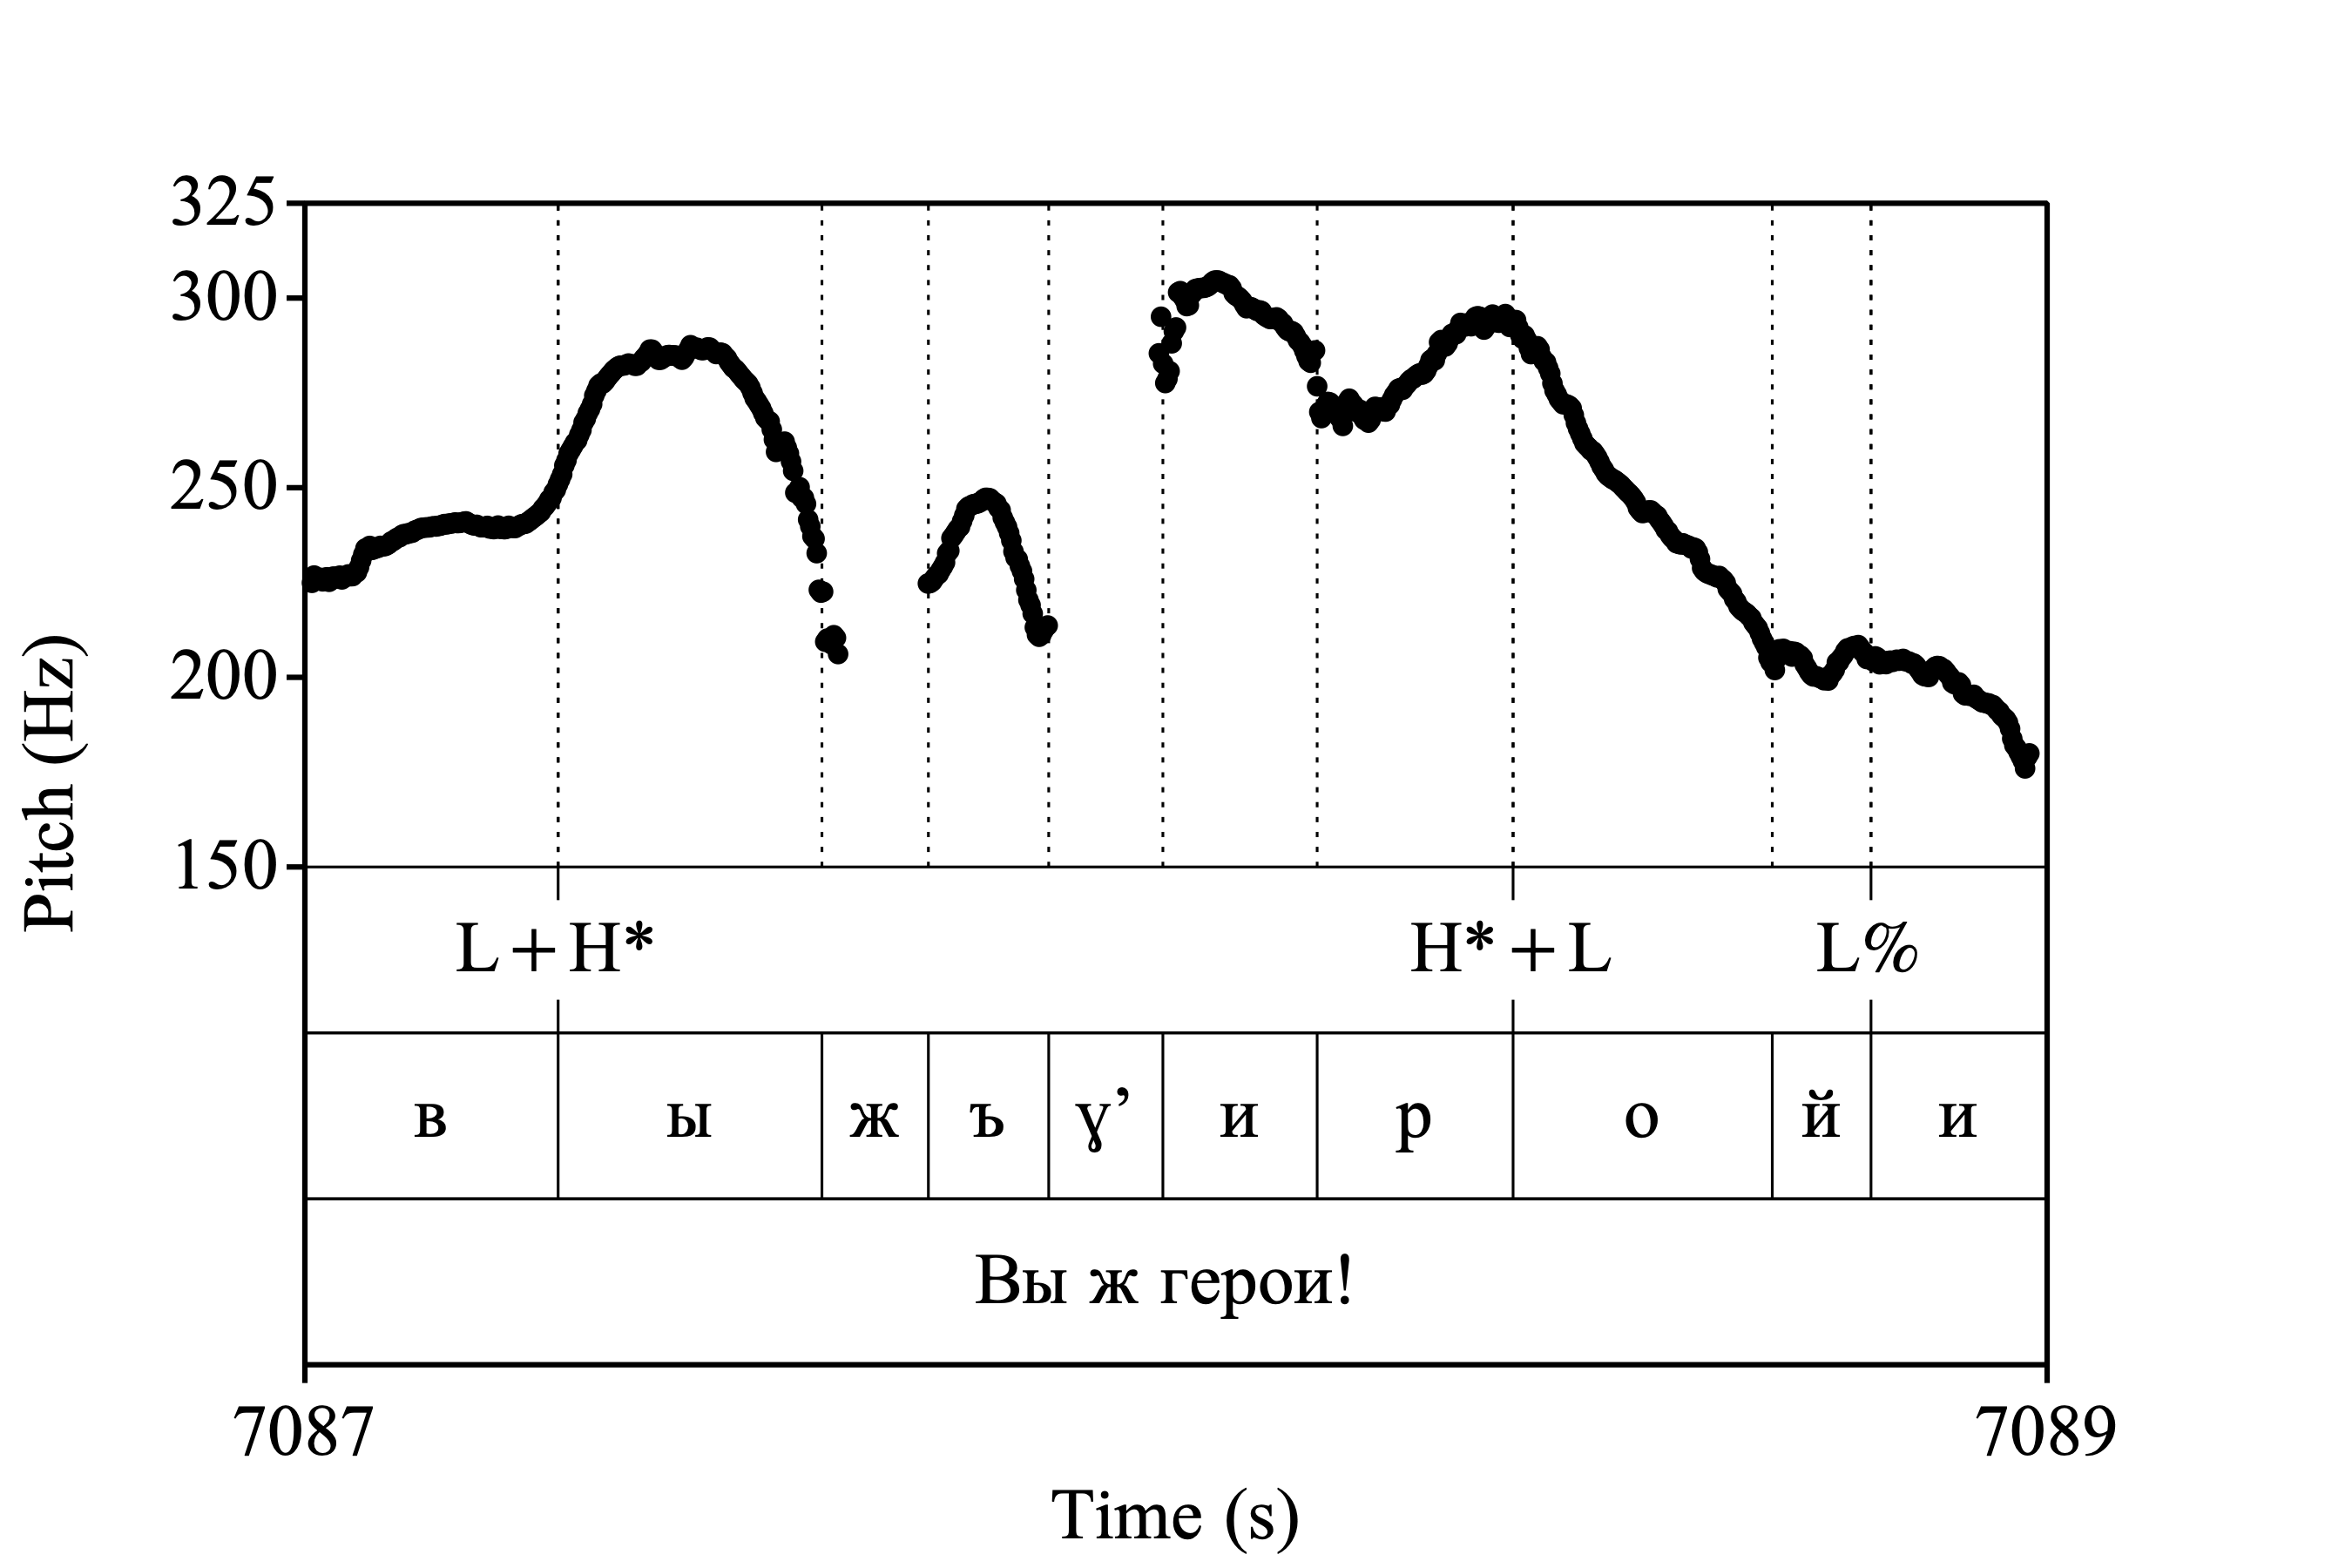 325
300
250
200
150
Pitch (Hz)
L+H* H*+L L%
в ы ж ъ ɣ’ и р о й и
Вы ж герои!
7087 7089
Time (s)